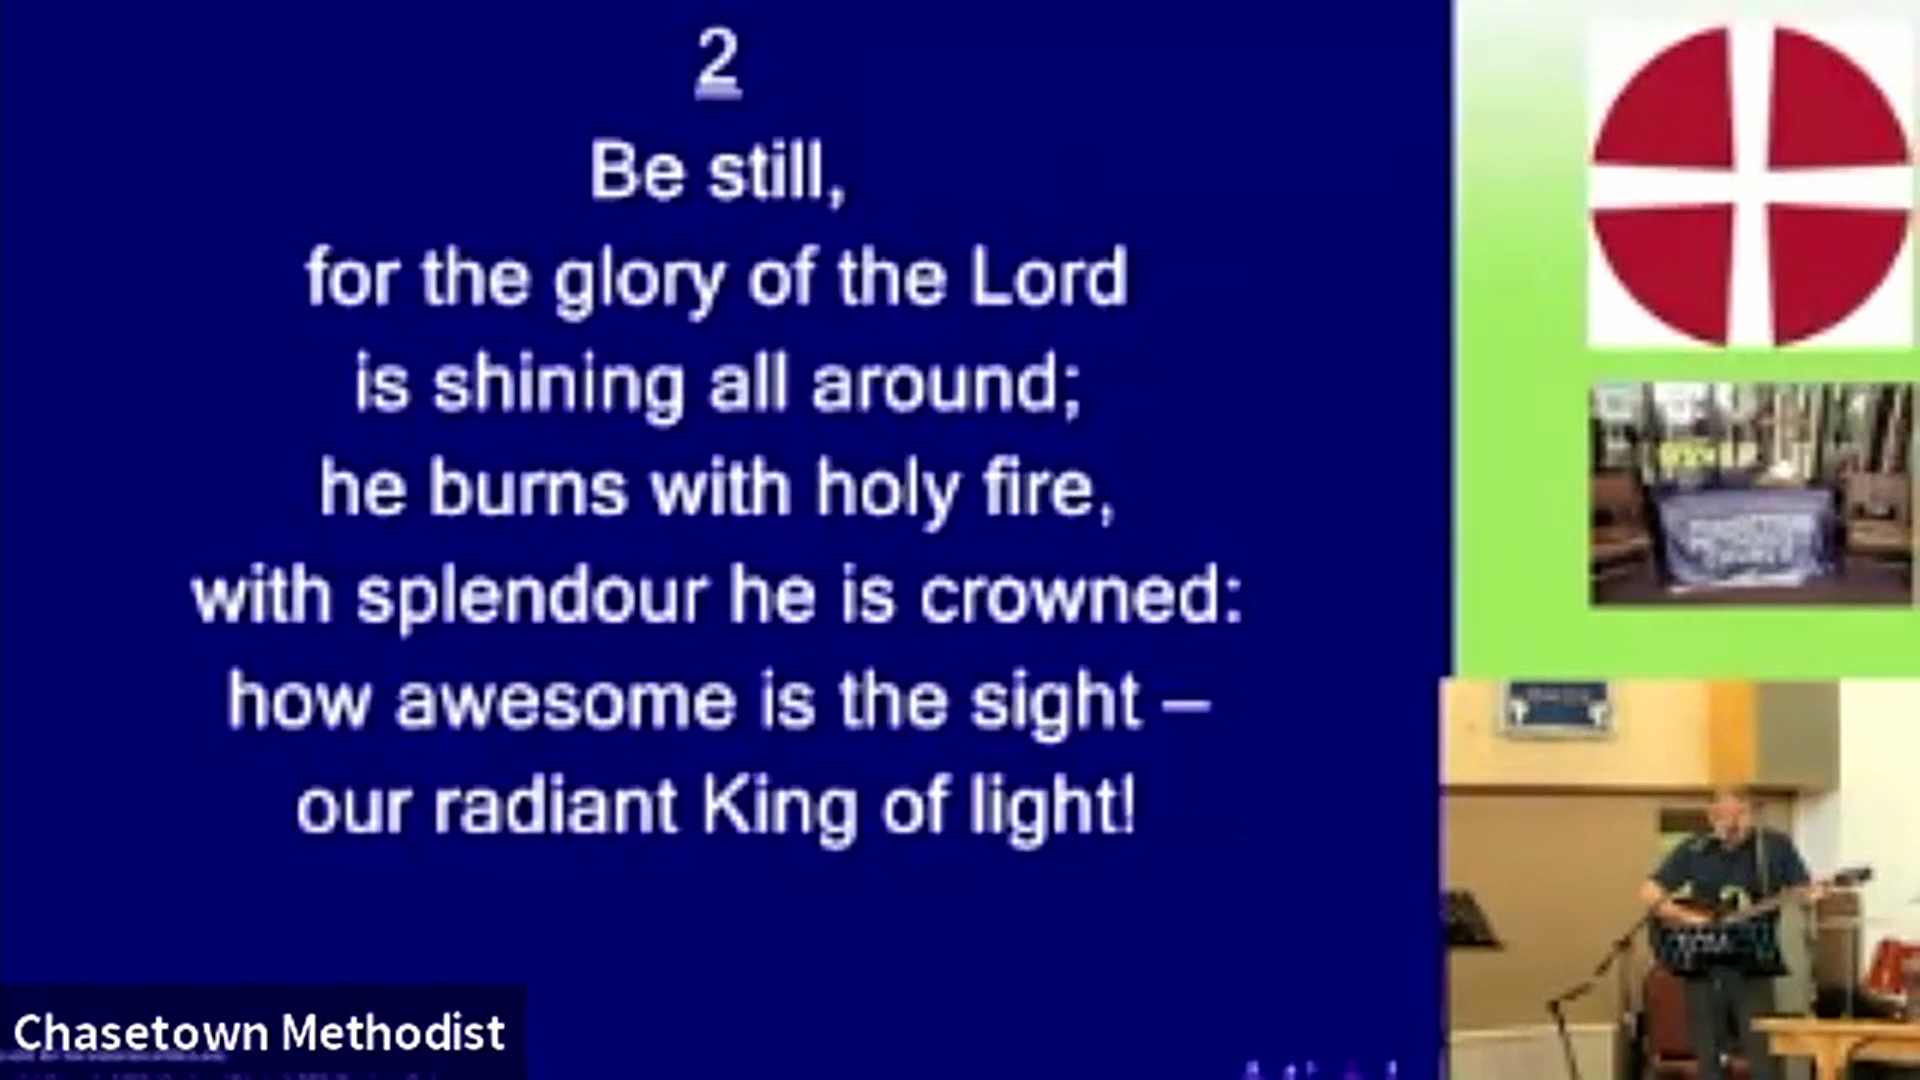 2
Be still,
for the glory of the Lord
is shining all around;
he burns with holy fire,
with splendour he is crowned:
how awesome is the sight –
our radiant King of light!
Chasetown Methodist